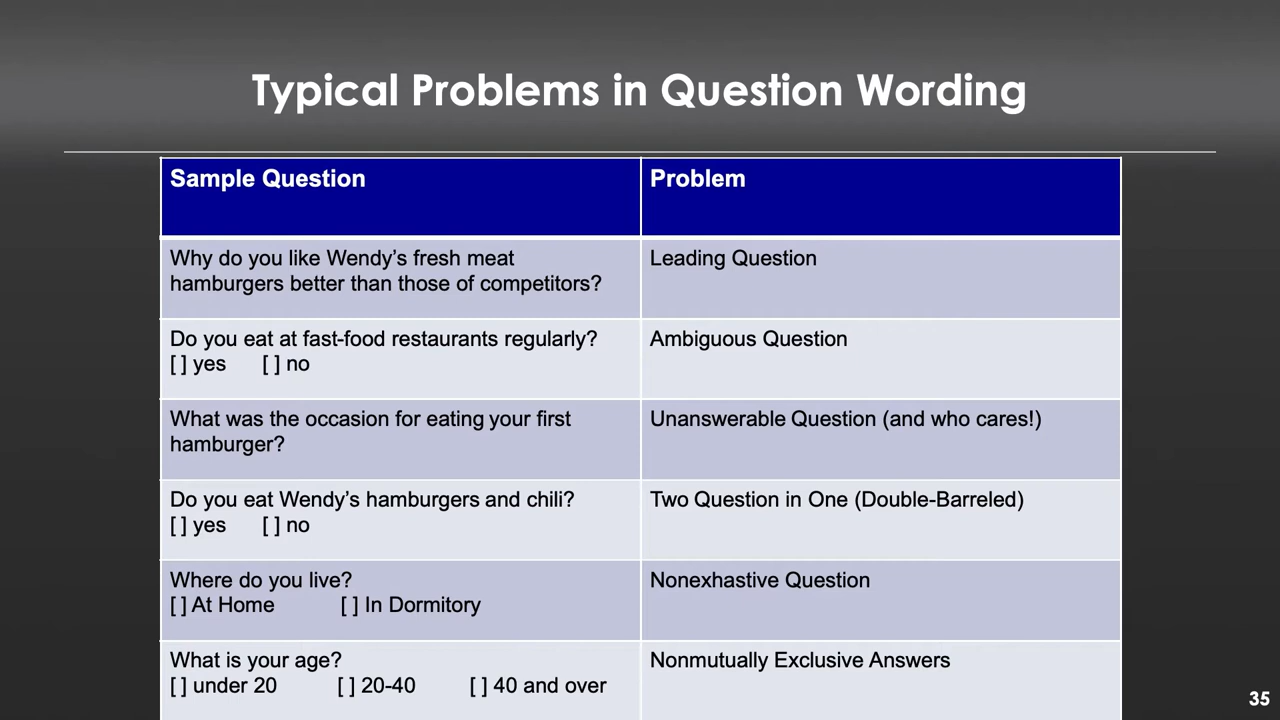 Typical Problems in Question Wording
Sample Question
Problem
Why do you like Wendy's fresh meat
hamburgers better than those of competitors?
Leading Question
Do you eat at fast-food restaurants regularly?
[ ] yes [ ] no
Ambiguous Question
What was the occasion for eating your first
hamburger?
Unanswerable Question (and who cares!)
Do you eat Wendy's hamburgers and chili?
[ ] yes [ ] no
Two Question in One (Double-Barreled)
Where do you live?
[ ] At Home [ ] In Dormitory
Nonexhastive Question
What is your age?
[ ] under 20 [ ] 20-40 [ ] 40 and over
Nonmutually Exclusive Answers
35